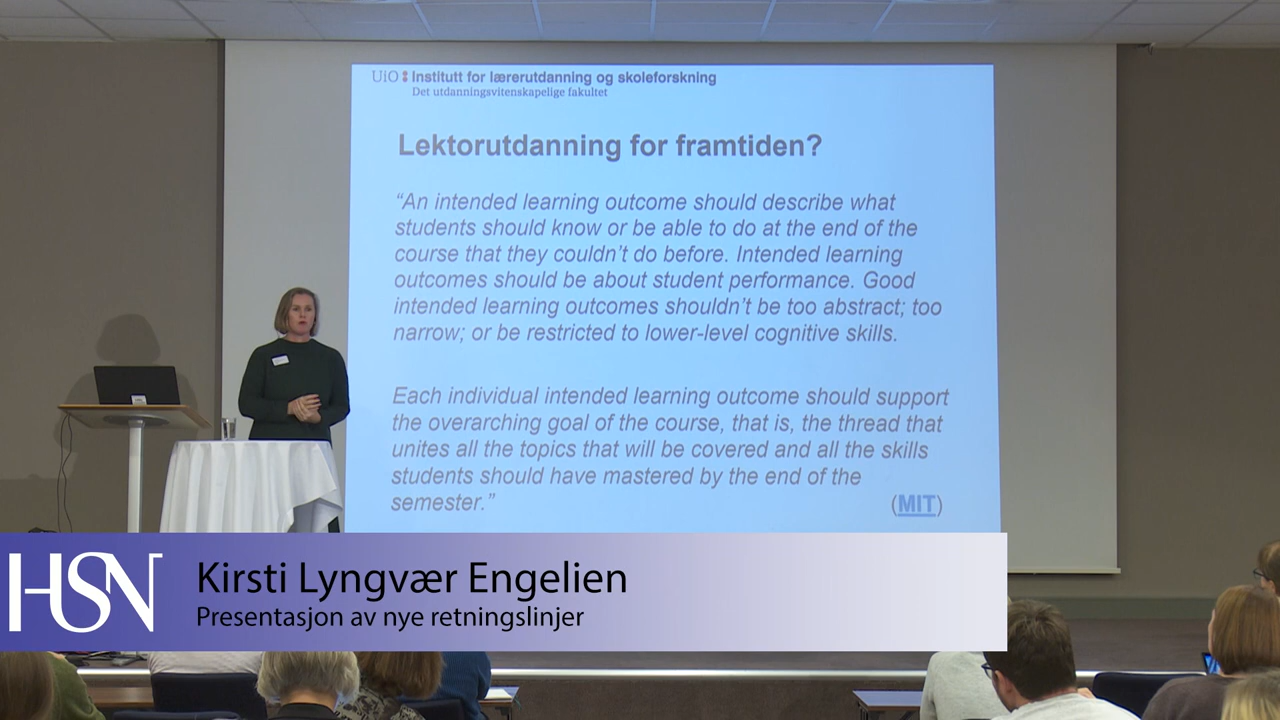 UiO Institutt for lærerutdanning og skoleforskning
Det utdanningsvitenskapelige fakultet
Lektorutdanning for framtiden?
“An intended learning outcome should describe what
students should know or be able to do at the end of the
course that they couldn’t do before. Intended learning
outcomes should be about student performance. Good
intended learning outcomes shouldn’t be too abstract; too
narrow; or be restricted to lower-level cognitive skills.
Each individual intended learning outcome should support
the overarching goal of the course, that is, the thread that
unites all the topics that will be covered and all the skills
students should have mastered by the end of the
semester.”
(MIT)
HSN
Kirsti Lyngvær Engelien
Presentasjon av nye retningslinjer